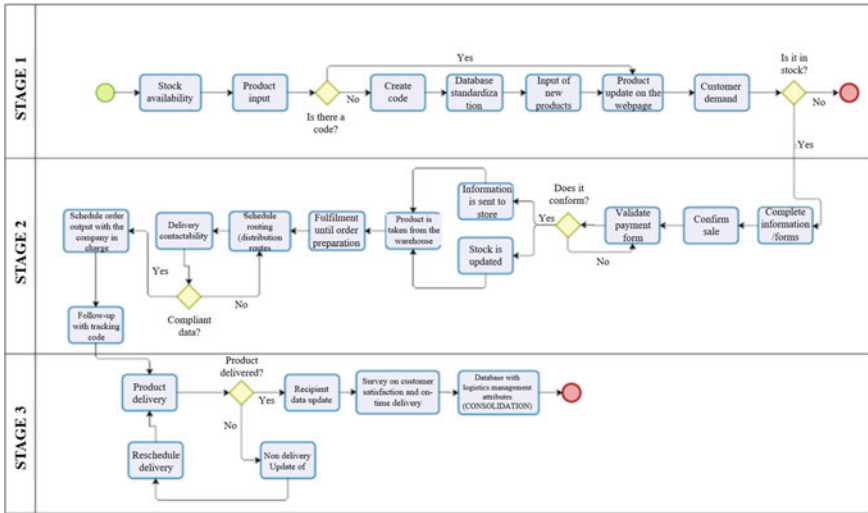 STAGE 1
Stock
availability
Product
input
Is there a
code?
Yes
No
Create
code
Database
standardiza
tion
Input of
new
products
Product
update on the
webpage
Customer
demand
Is it in
stock?
No
Yes
STAGE 2
Complete
information
/forms
Confirm
sale
Validate
payment
form
Does it
conform?
Yes
No
Information
is sent to
store
Stock is
updated
Product is
taken from the
warehouse
Fulfilment
until order
preparation
Schedule
routing
(distribution
routes
Delivery
contactability
Compliant
data?
No
Yes
Schedule order
output with the
company in
charge
Follow-up
with tracking
code
STAGE 3
Product
delivery
Product
delivered?
Yes
No
Recipient
data update
Survey on customer
satisfaction and on-
time delivery
Database with
logistics management
attributes
(CONSOLIDATION)
Non delivery
Update of
Reschedule
delivery